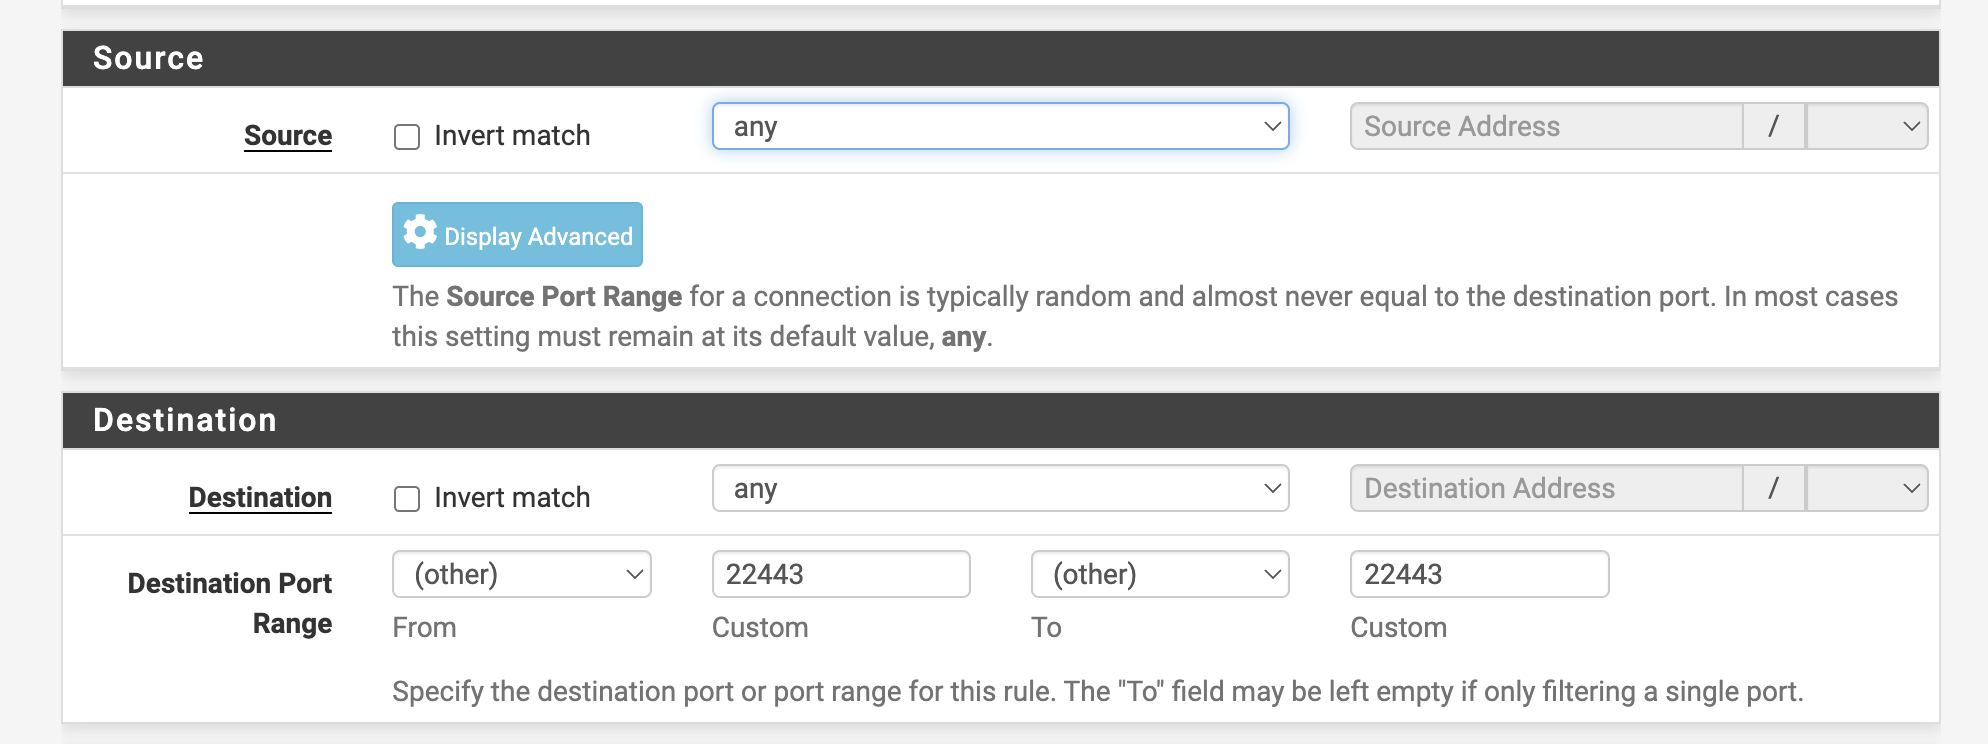 Source
Source Invert match any Source Address /
Display Advanced
The Source Port Range for a connection is typically random and almost never equal to the destination port. In most cases
this setting must remain at its default value, any.
Destination
Destination Invert match any Destination Address /
Destination Port
Range
(other) 22443 (other) 22443
From Custom To Custom
Specify the destination port or port range for this rule. The "To" field may be left empty if only filtering a single port.